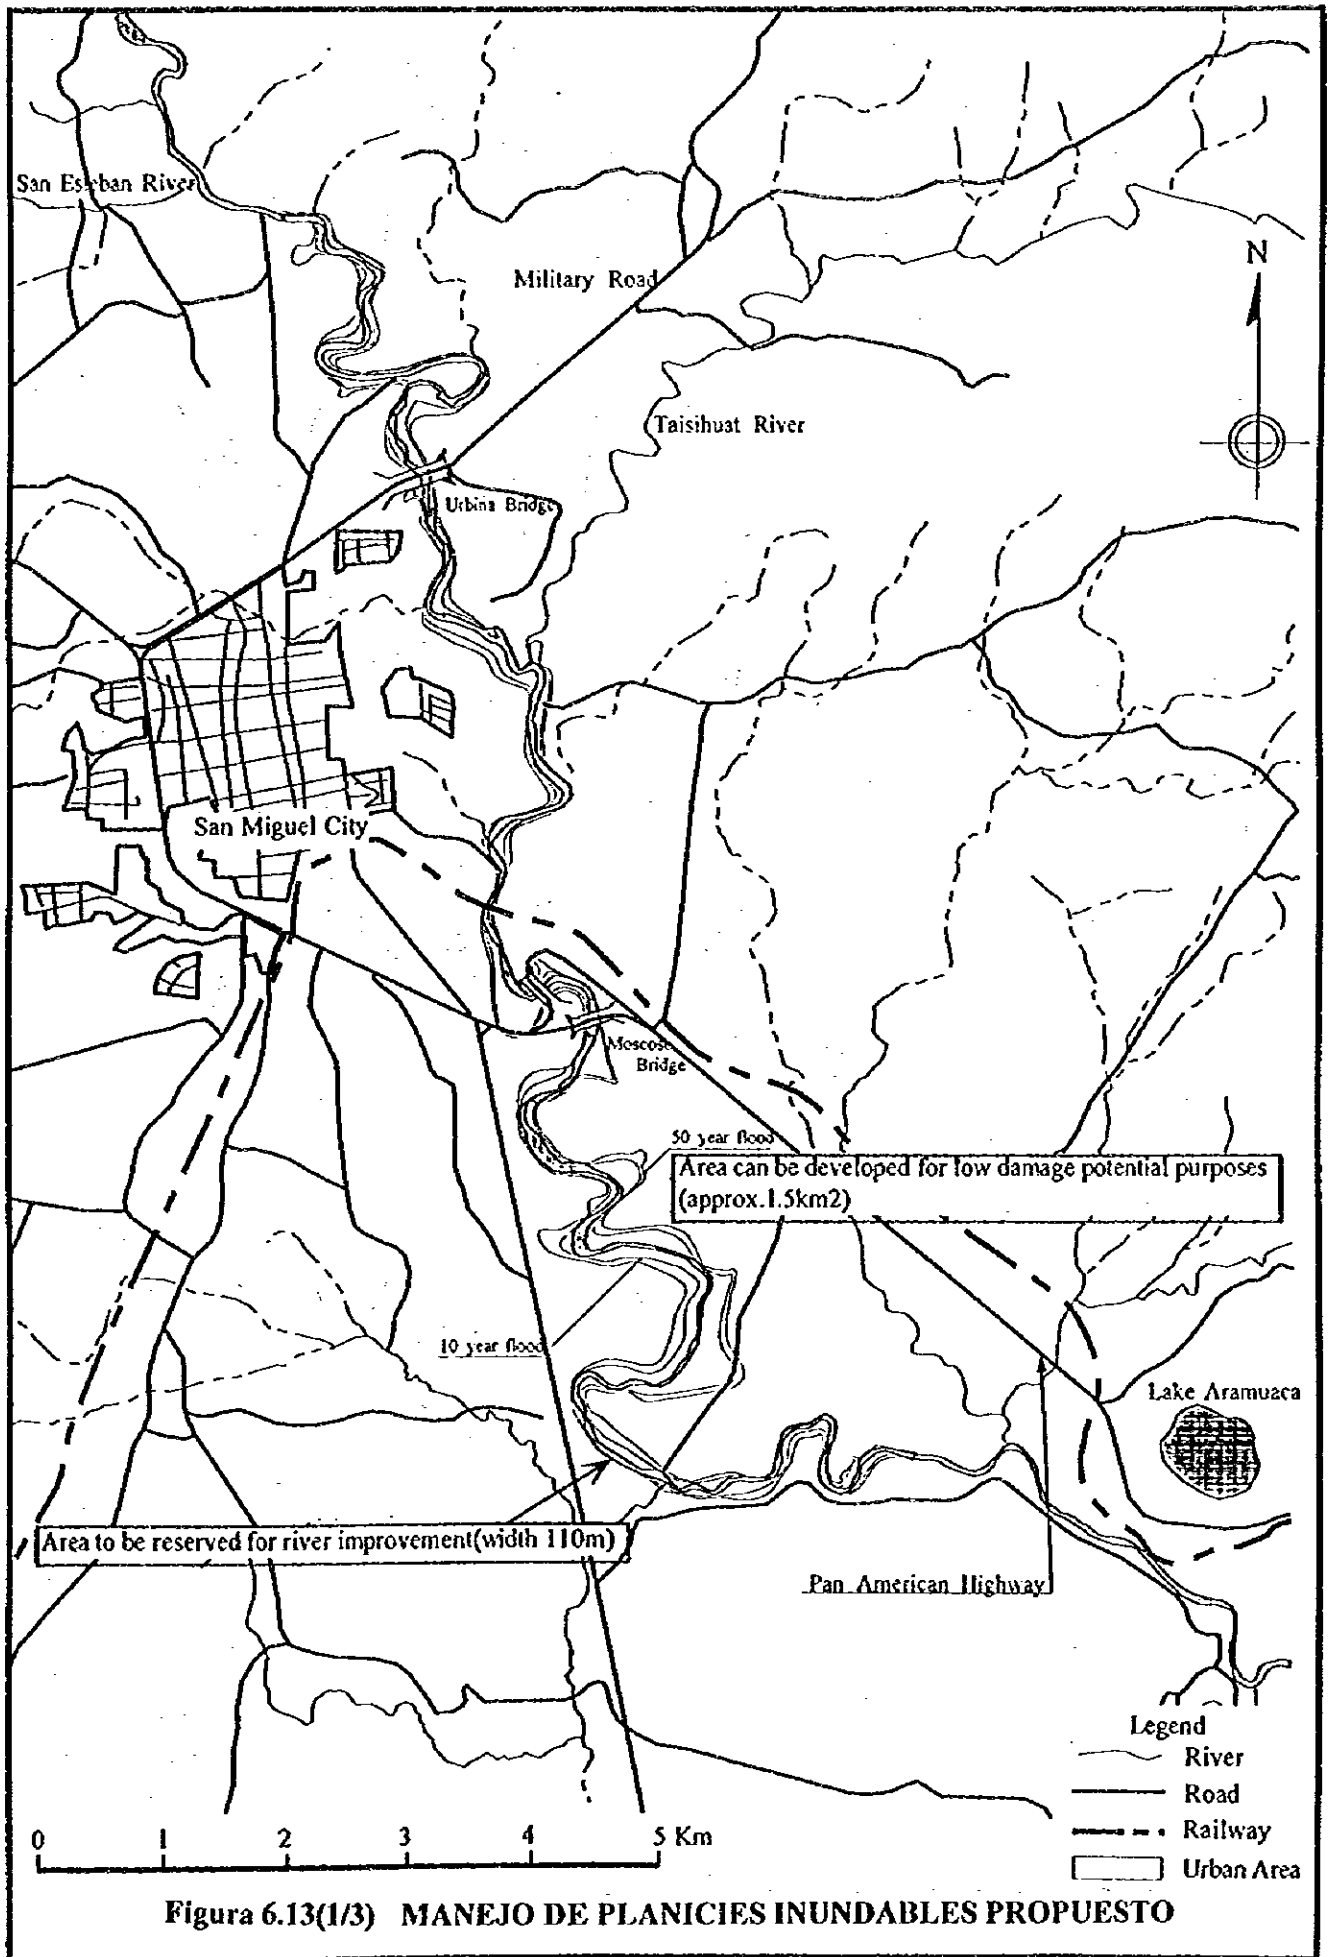 San Esteban River
N
Military Road
Taisihuat River
Urbina Bridge
San Miguel City
Moscoso
Bridge
50 year flood
Area can be developed for low damage potential purposes
(approx.1.5km2)
10 year flood
Lake Aramuaca
Area to be reserved for river improvement(width 110m)
Pan American Highway
Legend
River
Road
Railway
Urban Area
0 1 2 3 4 5 Km
Figura 6.13(1/3) MANEJO DE PLANICIES INUNDABLES PROPUESTO